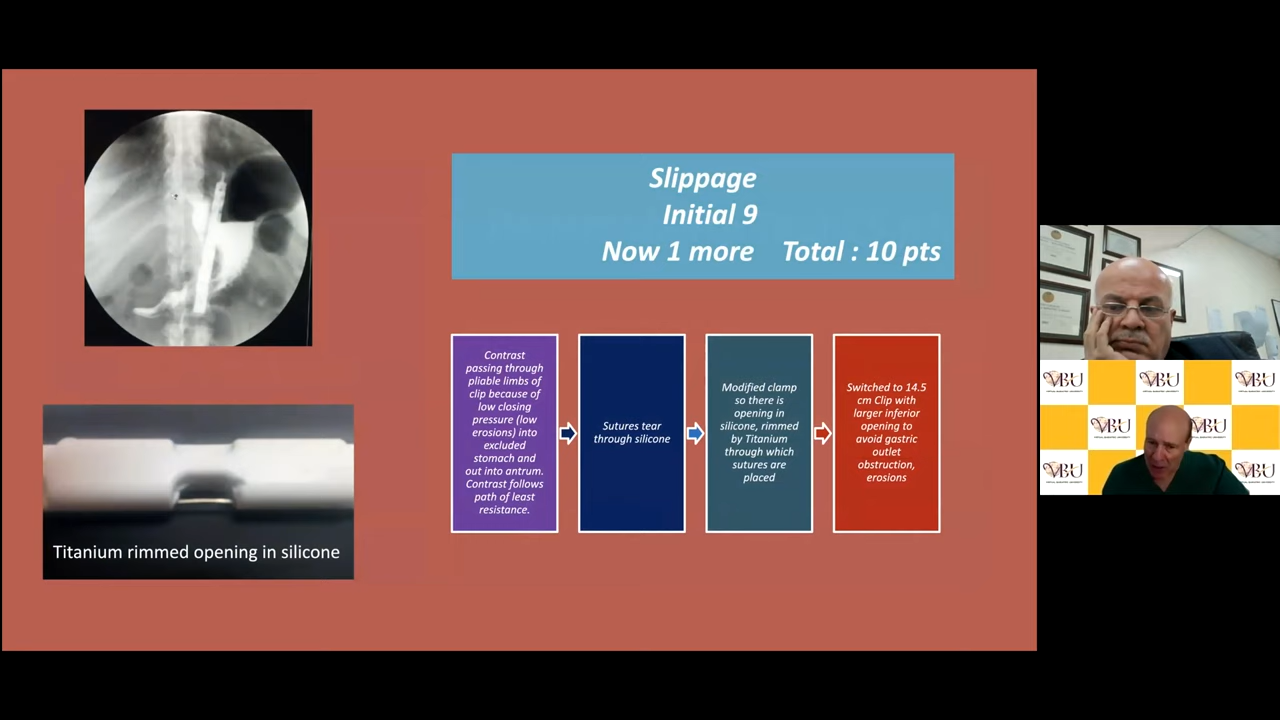 Slippage
Initial 9
Now 1 more Total : 10 pts
Contrast
passing through
pliable limbs of
clip because of
low closing
pressure (low
erosions) into
excluded
stomach and
out into antrum.
Contrast follows
path of least
resistance.
Sutures tear
through silicone
Modified clamp
so there is
opening in
silicone, rimmed
by Titanium
through which
sutures are
placed
Switched to 14.5
cm Clip with
larger inferior
opening to
avoid gastric
outlet
obstruction,
erosions
Titanium rimmed opening in silicone
VBU
VBU
VBU
VBU
VBU
VBU
VBU